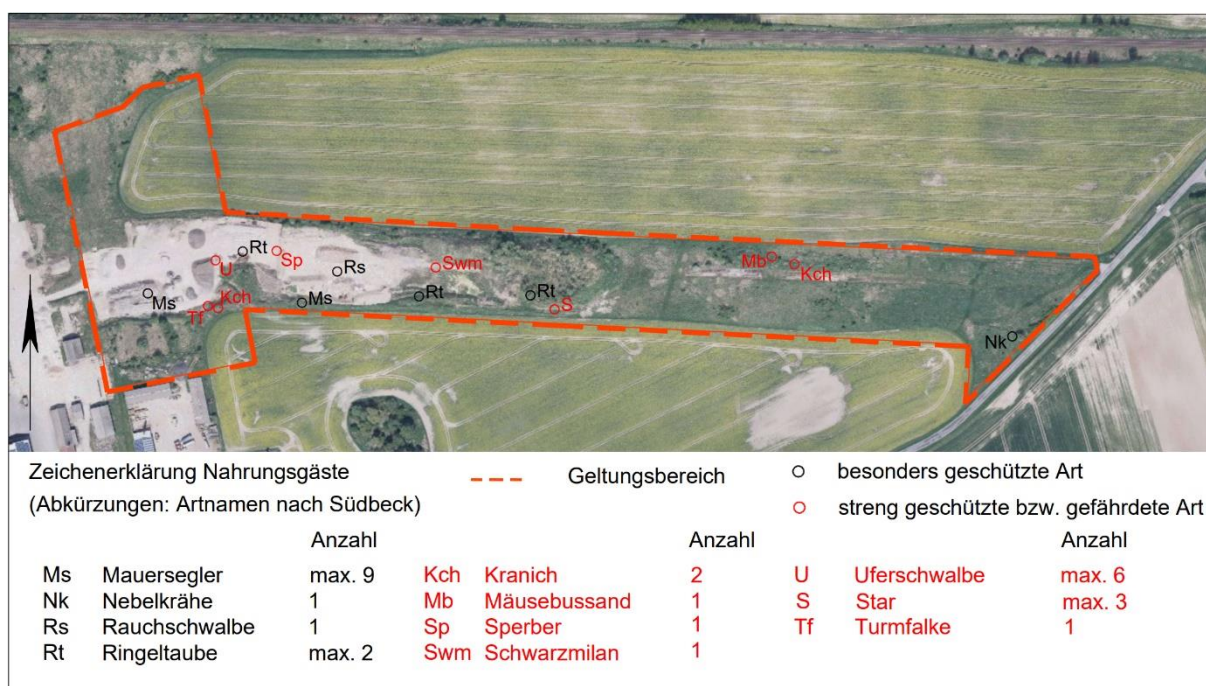 Rt
Sp
U
Rs
Swm
Mb
Kch
Ms
Kch
Tf
Ms
Rt
Rt
S
Nk
Zeichenerklärung Nahrungsgäste
(Abkürzungen: Artnamen nach Südbeck)
Geltungsbereich
besonders geschützte Art
streng geschützte bzw. gefährdete Art
Anzahl Anzahl Anzahl
Ms Mauersegler max. 9 Kch Kranich 2 U Uferschwalbe max. 6
Nk Nebelkrähe 1 Mb Mäusebussand 1 S Star max. 3
Rs Rauchschwalbe 1 Sp Sperber 1 Tf Turmfalke 1
Rt Ringeltaube max. 2 Swm Schwarzmilan 1